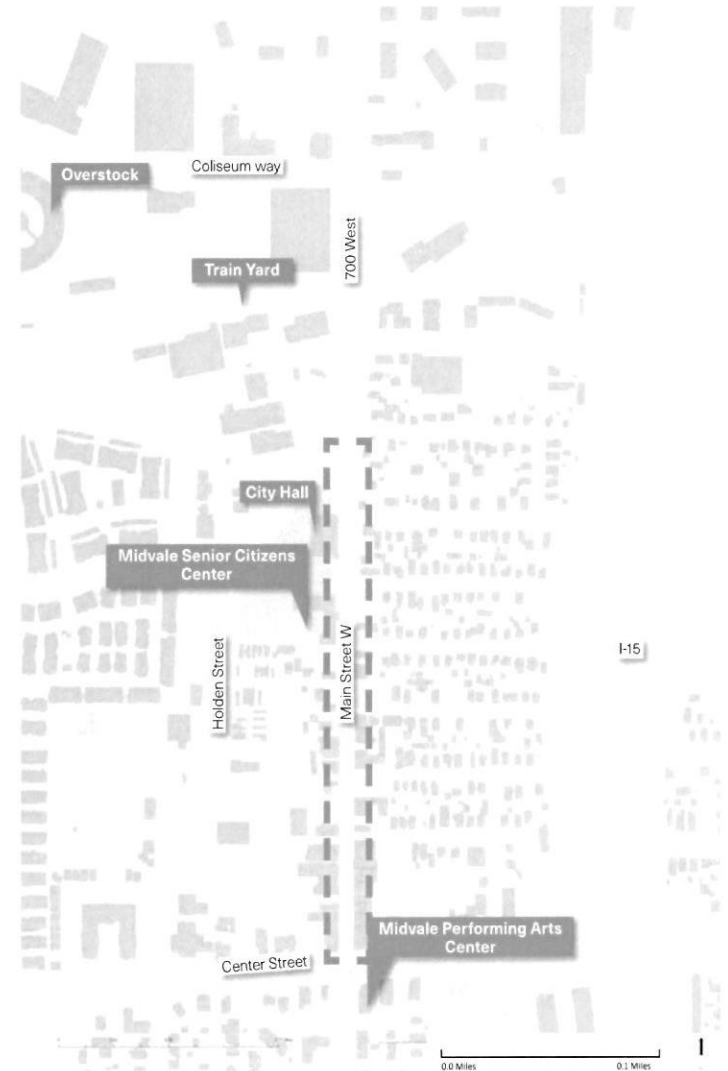 Coliseum way
Overstock
700 West
Train Yard
City Hall
Midvale Senior Citizens
Center
Main Street W
Holden Street
I-15
Midvale Performing Arts
Center
Center Street
0.0 Miles
0.1 Miles
I